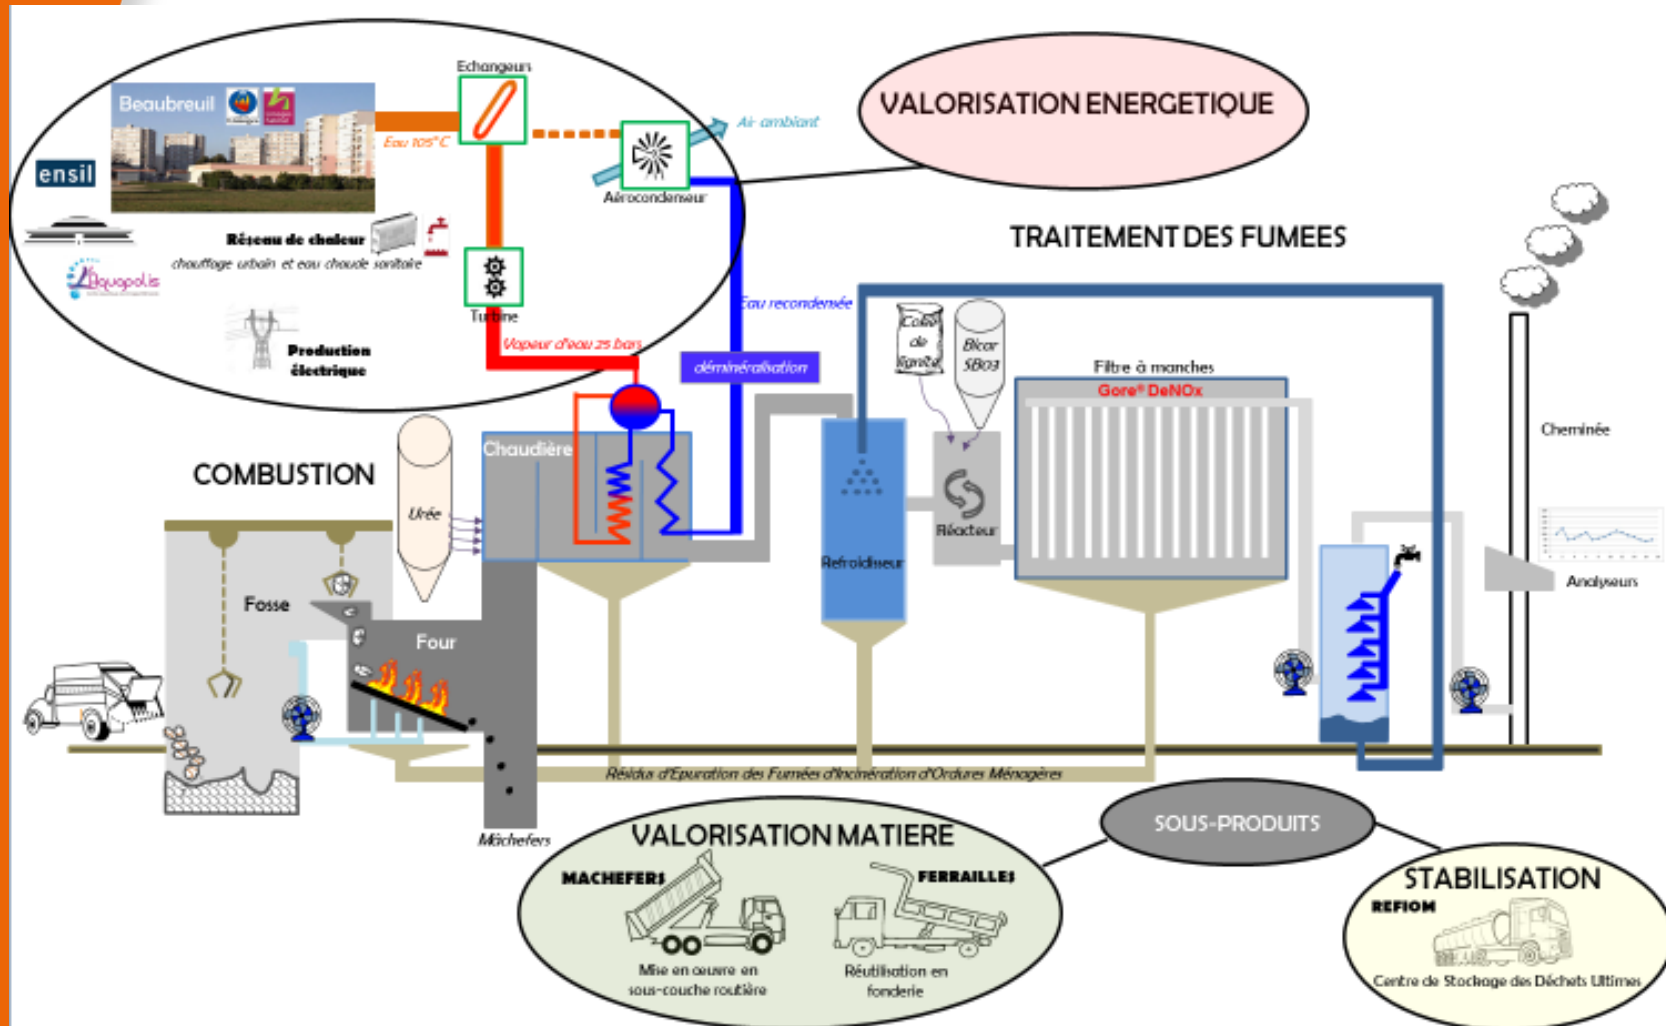 Echangeurs
VALORISATION ENERGETIQUE
Beaubreuil
Eau 105°C
Air ambiant
ensil
Aérocondenseur
Réseau de chaleur
chauffage urbain et eau chaude sanitaire
TRAITEMENT DES FUMEES
L'Aquapolis
Turbine
Eau recondensée
Production
électrique
Vapeur d'eau 25 bars
déminéralisation
Coke
de
lignite
Bicar
SB03
Filtre à manches
Gore® DeNOx
Cheminée
COMBUSTION
Chaudière
Urée
Réacteur
Refroidisseur
Analyseurs
Fosse
Four
Résidus d'Epuration des Fumées d'Incinération d'Ordures Ménagères
Mâchefers
VALORISATION MATIERE
SOUS-PRODUITS
MACHEFERS
FERRAILLES
STABILISATION
REFIOM
Mise en œuvre en
sous-couche routière
Réutilisation en
fonderie
Centre de Stockage des Déchets Ultimes